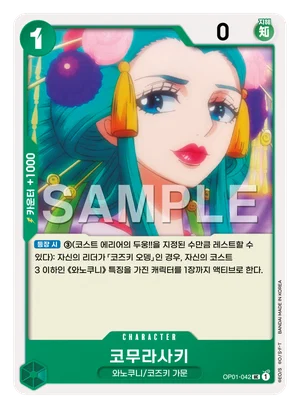 1
0
지혜
知
카운터 +1000
SAMPLE
등장 시 ③(코스트 에리어의 두웅!!을 지정된 수만큼 레스트할 수
있다): 자신의 리더가 「코즈키 오뎅」인 경우, 자신의 코스트
3 이하인 《와노쿠니》 특징을 가진 캐릭터를 1장까지 액티브로 한다.
CHARACTER
코무라사키
와노쿠니/코즈키 가문
OP01-042 UC 1
BANDAI MADE IN KOREA